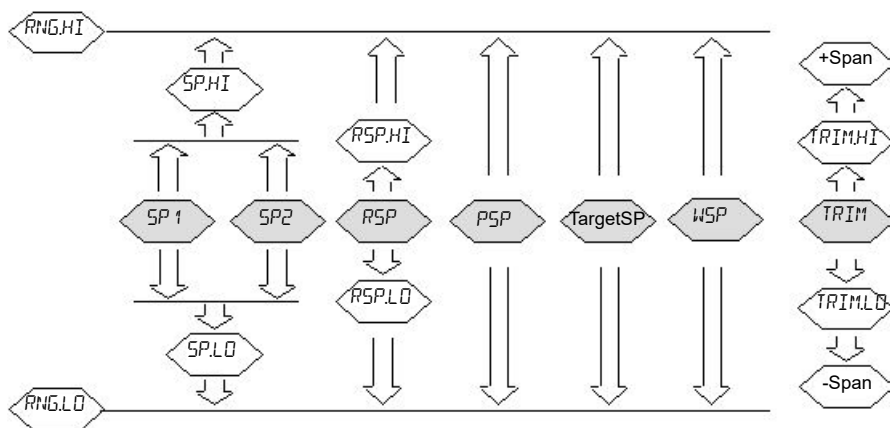 RNG.HI
+Span
SP.HI
RSP.HI
TRIM.HI
SP1
SP2
RSP
PSP
TargetSP
WSP
TRIM
RSP.LO
TRIM.LO
SP.LO
-Span
RNG.LO